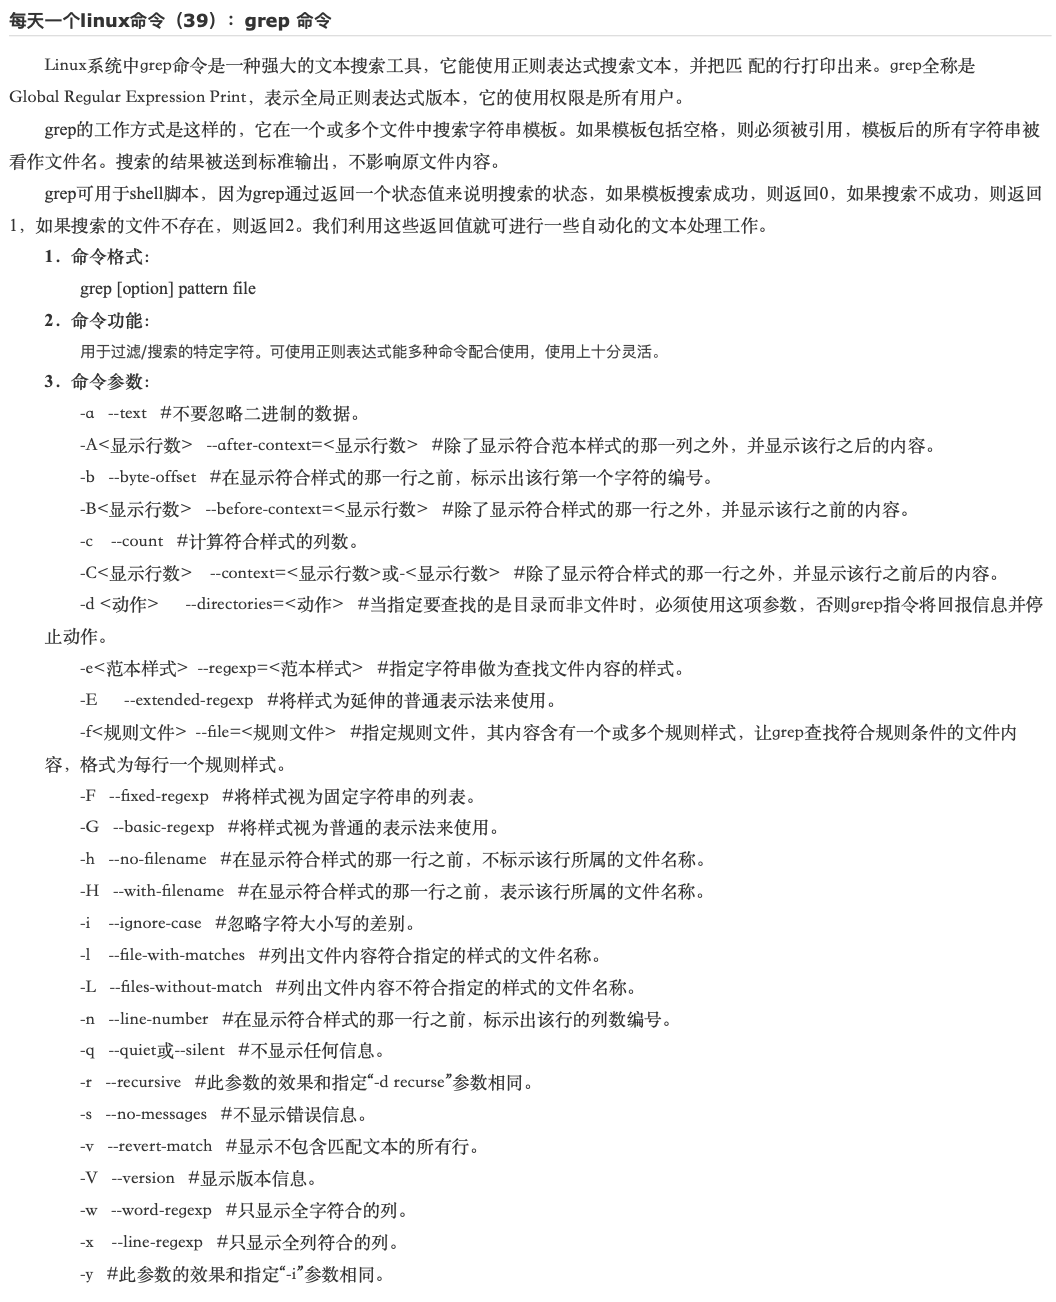 每天一个linux命令（39）：grep 命令
Linux系统中grep命令是一种强大的文本搜索工具，它能使用正则表达式搜索文本，并把匹 配的行打印出来。grep全称是
Global Regular Expression Print，表示全局正则表达式版本，它的使用权限是所有用户。
grep的工作方式是这样的，它在一个或多个文件中搜索字符串模板。如果模板包括空格，则必须被引用，模板后的所有字符串被
看作文件名。搜索的结果被送到标准输出，不影响原文件内容。
grep可用于shell脚本，因为grep通过返回一个状态值来说明搜索的状态，如果模板搜索成功，则返回0，如果搜索不成功，则返回
1，如果搜索的文件不存在，则返回2。我们利用这些返回值就可进行一些自动化的文本处理工作。
1．命令格式：
grep [option] pattern file
2．命令功能：
用于过滤/搜索的特定字符。可使用正则表达式能多种命令配合使用，使用上十分灵活。
3．命令参数：
-a --text #不要忽略二进制的数据。
-A<显示行数> --after-context=<显示行数> #除了显示符合范本样式的那一列之外，并显示该行之后的内容。
-b --byte-offset #在显示符合样式的那一行之前，标示出该行第一个字符的编号。
-B<显示行数> --before-context=<显示行数> #除了显示符合样式的那一行之外，并显示该行之前的内容。
-c --count #计算符合样式的列数。
-C<显示行数> --context=<显示行数>或-<显示行数> #除了显示符合样式的那一行之外，并显示该行之前后的内容。
-d <动作> --directories=<动作> #当指定要查找的是目录而非文件时，必须使用这项参数，否则grep指令将回报信息并停
止动作。
-e<范本样式> --regexp=<范本样式> #指定字符串做为查找文件内容的样式。
-E --extended-regexp #将样式为延伸的普通表示法来使用。
-f<规则文件> --file=<规则文件> #指定规则文件，其内容含有一个或多个规则样式，让grep查找符合规则条件的文件内
容，格式为每行一个规则样式。
-F --fixed-regexp #将样式视为固定字符串的列表。
-G --basic-regexp #将样式视为普通的表示法来使用。
-h --no-filename #在显示符合样式的那一行之前，不标示该行所属的文件名称。
-H --with-filename #在显示符合样式的那一行之前，表示该行所属的文件名称。
-i --ignore-case #忽略字符大小写的差别。
-l --file-with-matches #列出文件内容符合指定的样式的文件名称。
-L --files-without-match #列出文件内容不符合指定的样式的文件名称。
-n --line-number #在显示符合样式的那一行之前，标示出该行的列数编号。
-q --quiet或--silent #不显示任何信息。
-r --recursive #此参数的效果和指定“-d recurse”参数相同。
-s --no-messages #不显示错误信息。
-v --revert-match #显示不包含匹配文本的所有行。
-V --version #显示版本信息。
-w --word-regexp #只显示全字符合的列。
-x --line-regexp #只显示全列符合的列。
-y #此参数的效果和指定“-i”参数相同。